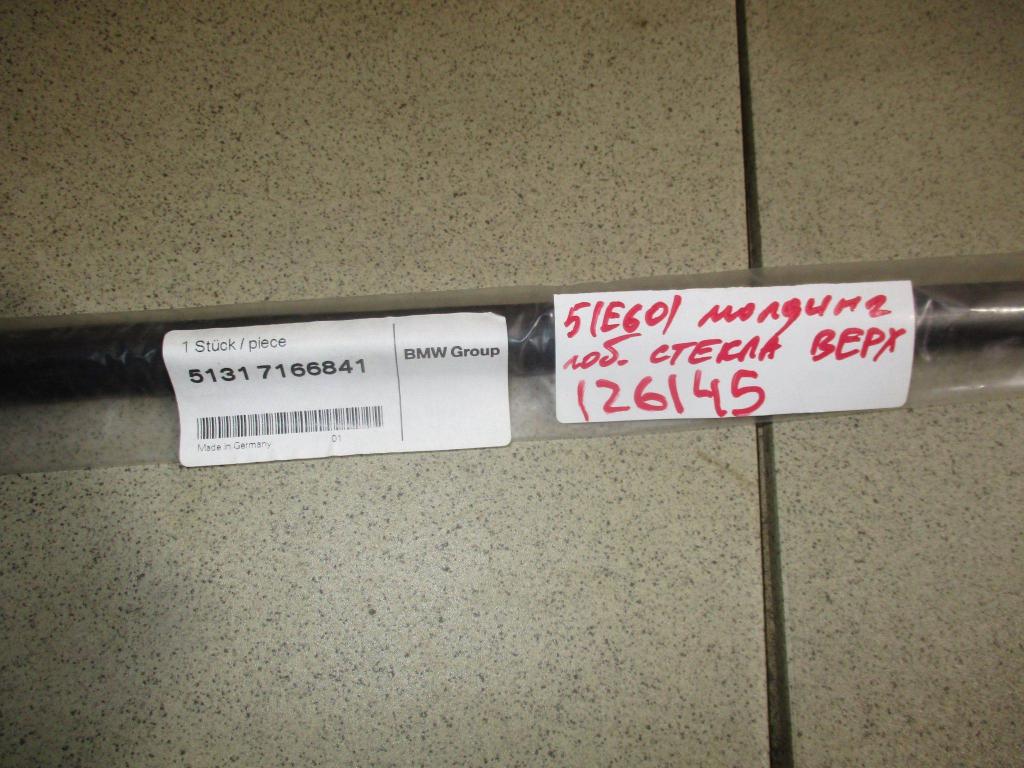 1 Stück / piece
51317166841
BMW Group
Made in Germany
01
5(E60) молдинг
лоб. СТЕКЛА ВЕРХ
126145